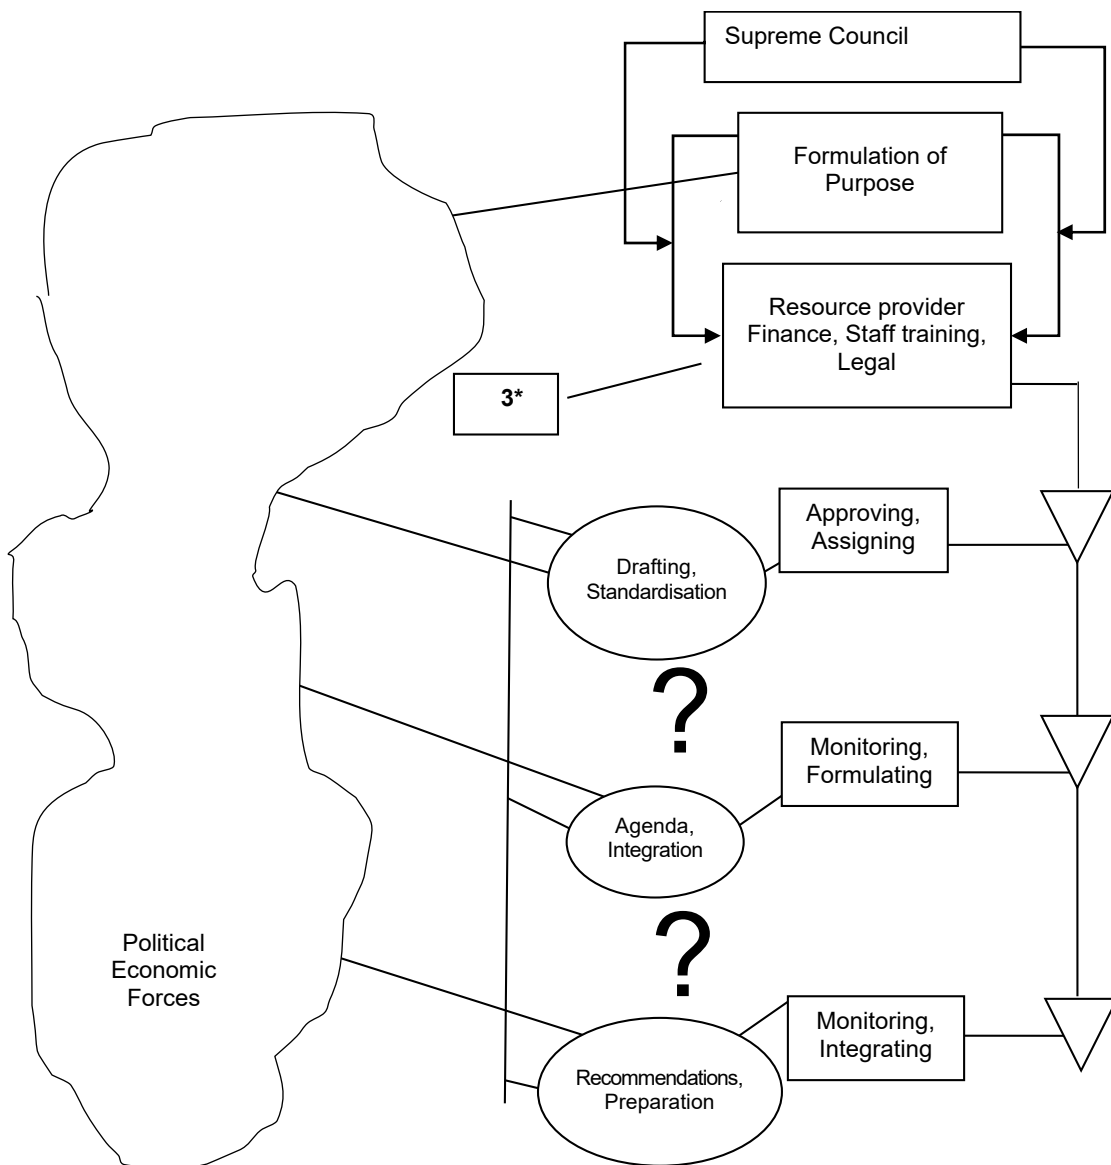 Supreme Council
Formulation of
Purpose
Resource provider
Finance, Staff training,
Legal
3*
Approving,
Assigning
Drafting,
Standardisation
?
Monitoring,
Formulating
Agenda,
Integration
?
Political
Economic
Forces
Monitoring,
Integrating
Recommendations,
Preparation